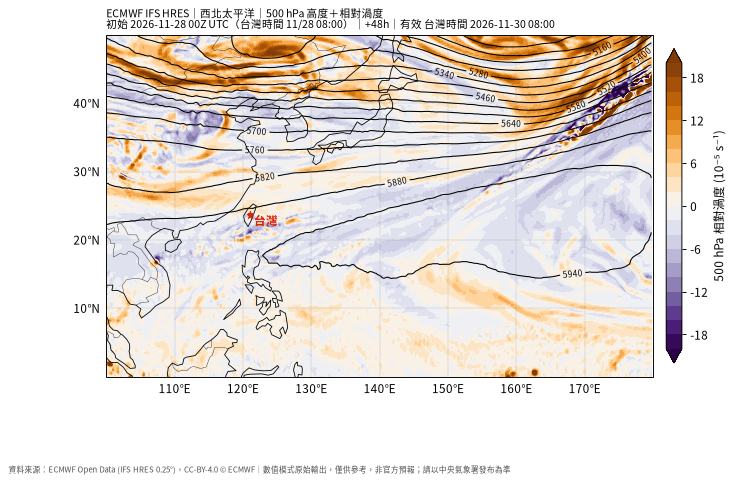 ECMWF IFS HRES｜西北太平洋｜500 hPa 高度＋相對渦度
初始 2026-11-28 00Z UTC（台灣時間 11/28 08:00）｜+48h｜有效 台灣時間 2026-11-30 08:00
5160
5400
5340
5280
5520
5460
5580
5640
5700
5760
5820
5880
5940
台灣
40°N
30°N
20°N
10°N
110°E
120°E
130°E
140°E
150°E
160°E
170°E
18
12
6
0
-6
-12
-18
500 hPa 相對渦度 (10⁻⁵ s⁻¹)
資料來源：ECMWF Open Data (IFS HRES 0.25°)，CC-BY-4.0 © ECMWF｜數值模式原始輸出，僅供參考，非官方預報；請以中央氣象署發布為準